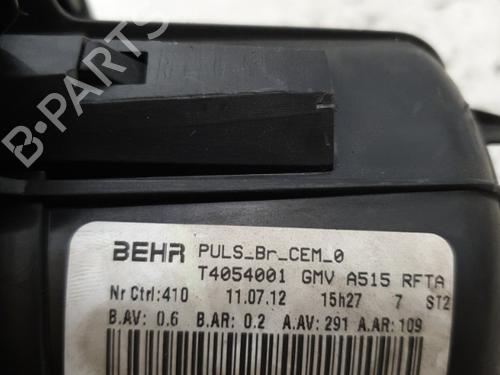 B-PARTS
BEHR PULS_Br_CEM_0
T4054001 GMV A515 RFTA
Nr Ctrl:410 11.07.12 15h27 7 ST2
B.AV: 0.6 B.AR: 0.2 A.AV: 291 A.AR: 109
B-PARTS